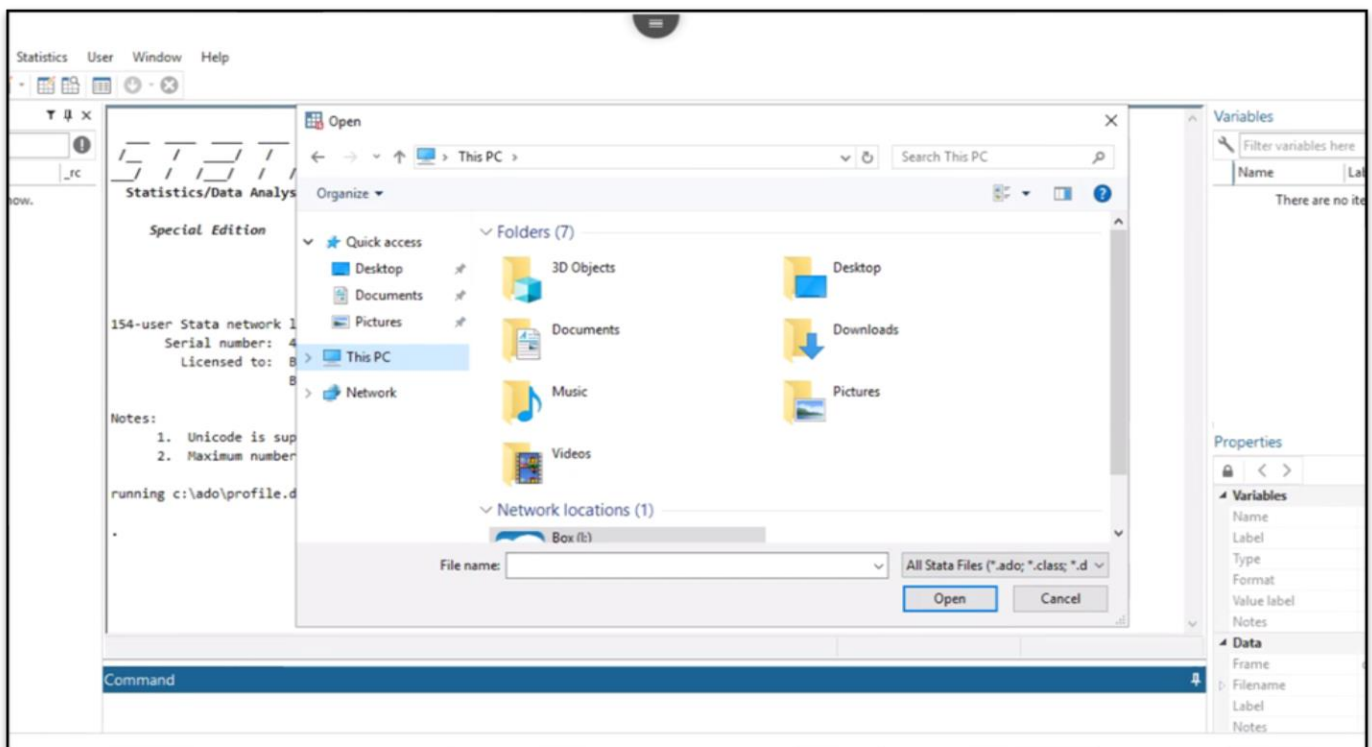 Statistics User Window Help
_rc
Statistics/Data Analys
Special Edition
154-user Stata network l
Serial number: 4
Licensed to: B
B
Notes:
1. Unicode is sup
2. Maximum number
running c:\ado\profile.d
.
Open
This PC
Search This PC
Organize
Quick access
Desktop
Documents
Pictures
This PC
Network
Folders (7)
3D Objects
Desktop
Documents
Downloads
Music
Pictures
Videos
Network locations (1)
Box (I:)
File name:
All Stata Files (*.ado; *.class; *.d
Open
Cancel
Command
Variables
Filter variables here
Name
There are no ite
Properties
Variables
Name
Label
Type
Format
Value label
Notes
Data
Frame
Filename
Label
Notes